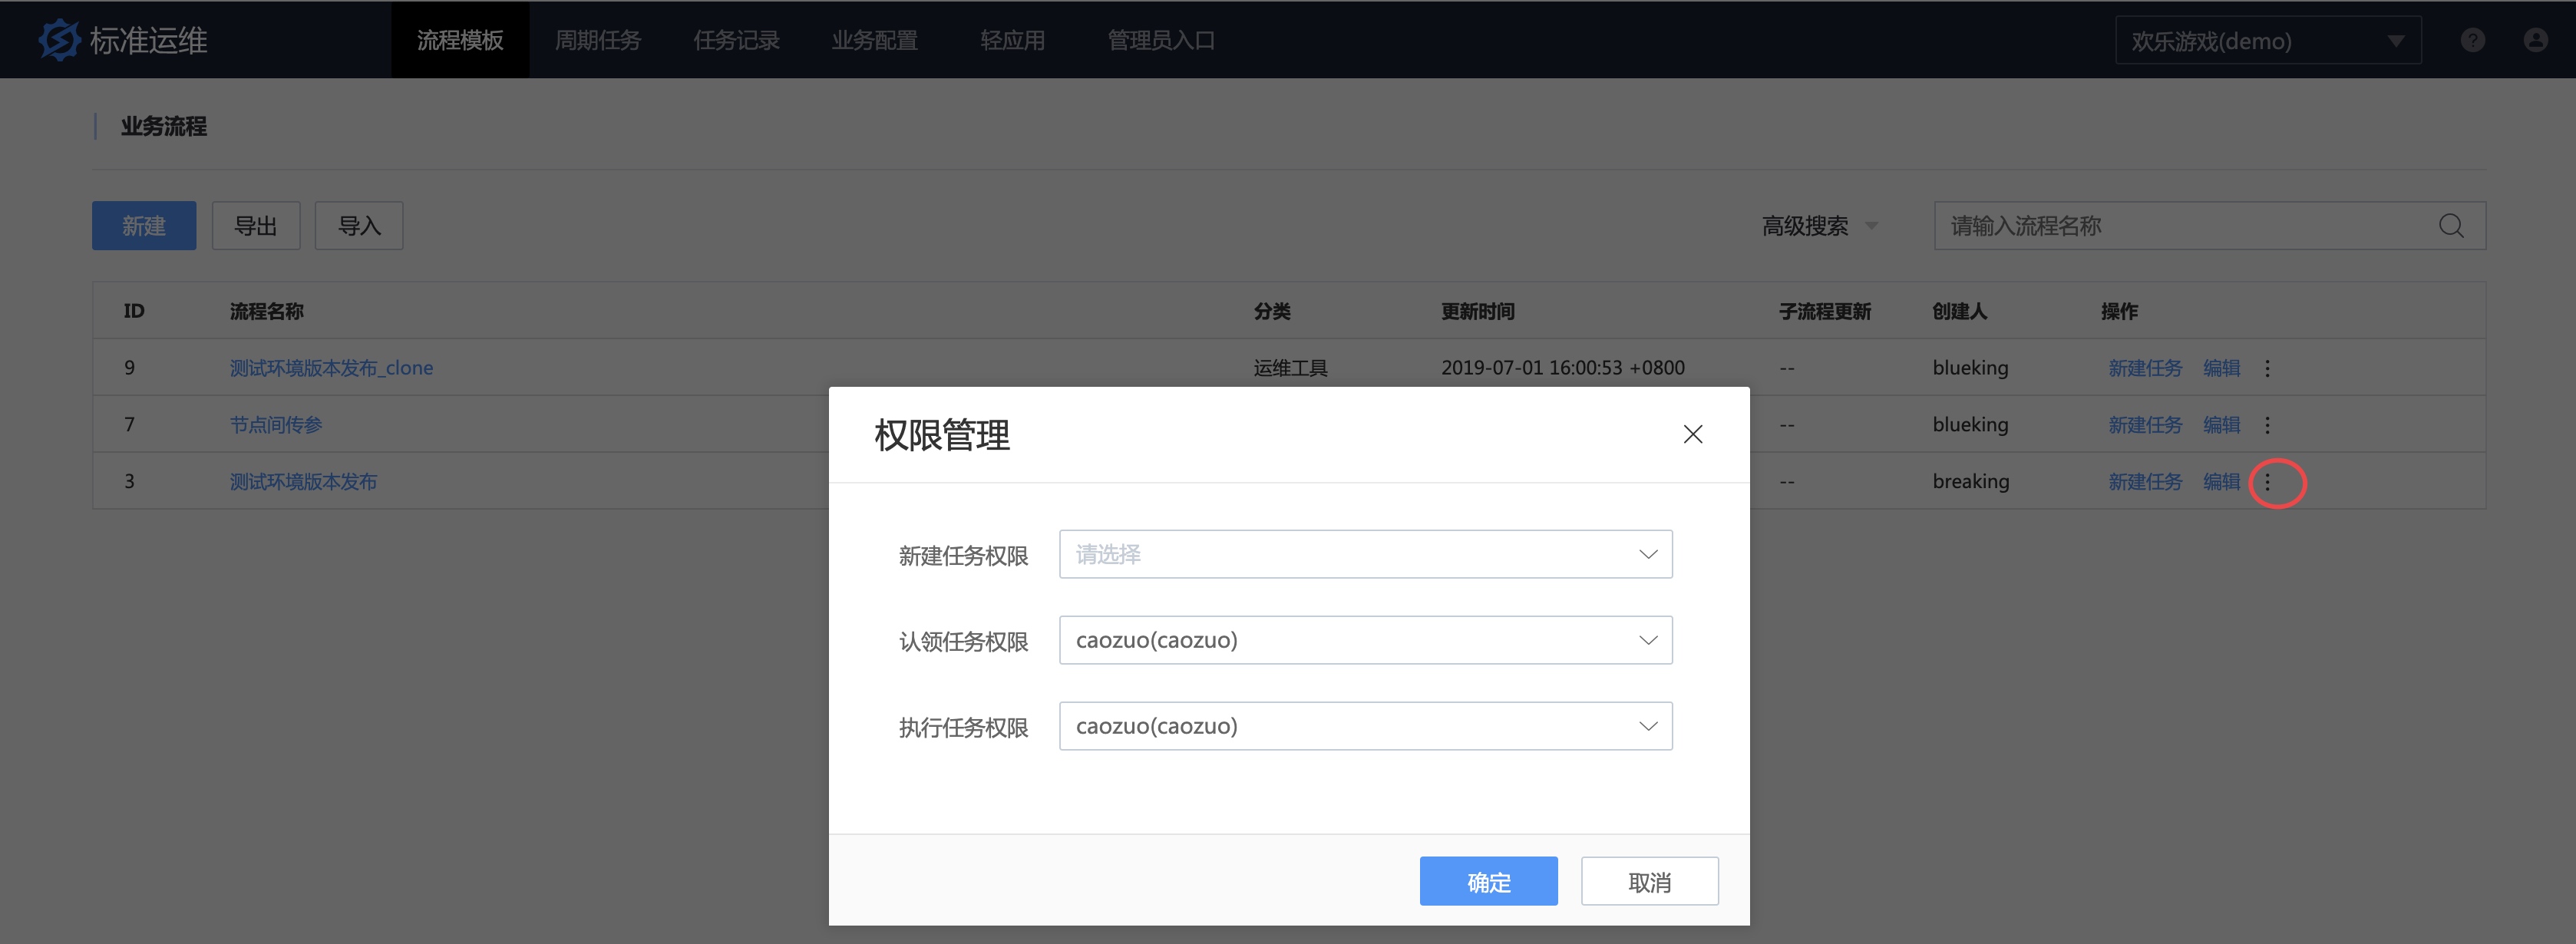 标准运维 流程模板 周期任务 任务记录 业务配置 轻应用 管理员入口 欢乐游戏(demo) ?
业务流程
新建 导出 导入 高级搜索 请输入流程名称
ID 流程名称 分类 更新时间 子流程更新 创建人 操作
9 测试环境版本发布_clone 运维工具 2019-07-01 16:00:53 +0800 -- blueking 新建任务 编辑
7 节点间传参 -- blueking 新建任务 编辑
3 测试环境版本发布 -- breaking 新建任务 编辑
权限管理
新建任务权限 请选择
认领任务权限 caozuo(caozuo)
执行任务权限 caozuo(caozuo)
确定 取消